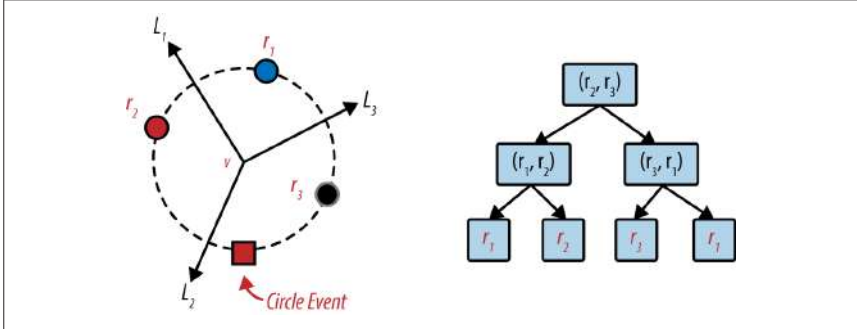 L1
r1
r2
L3
v
r3
L2
Circle Event
(r2, r3)
(r1, r2)
(r3, r1)
r1
r2
r3
r1